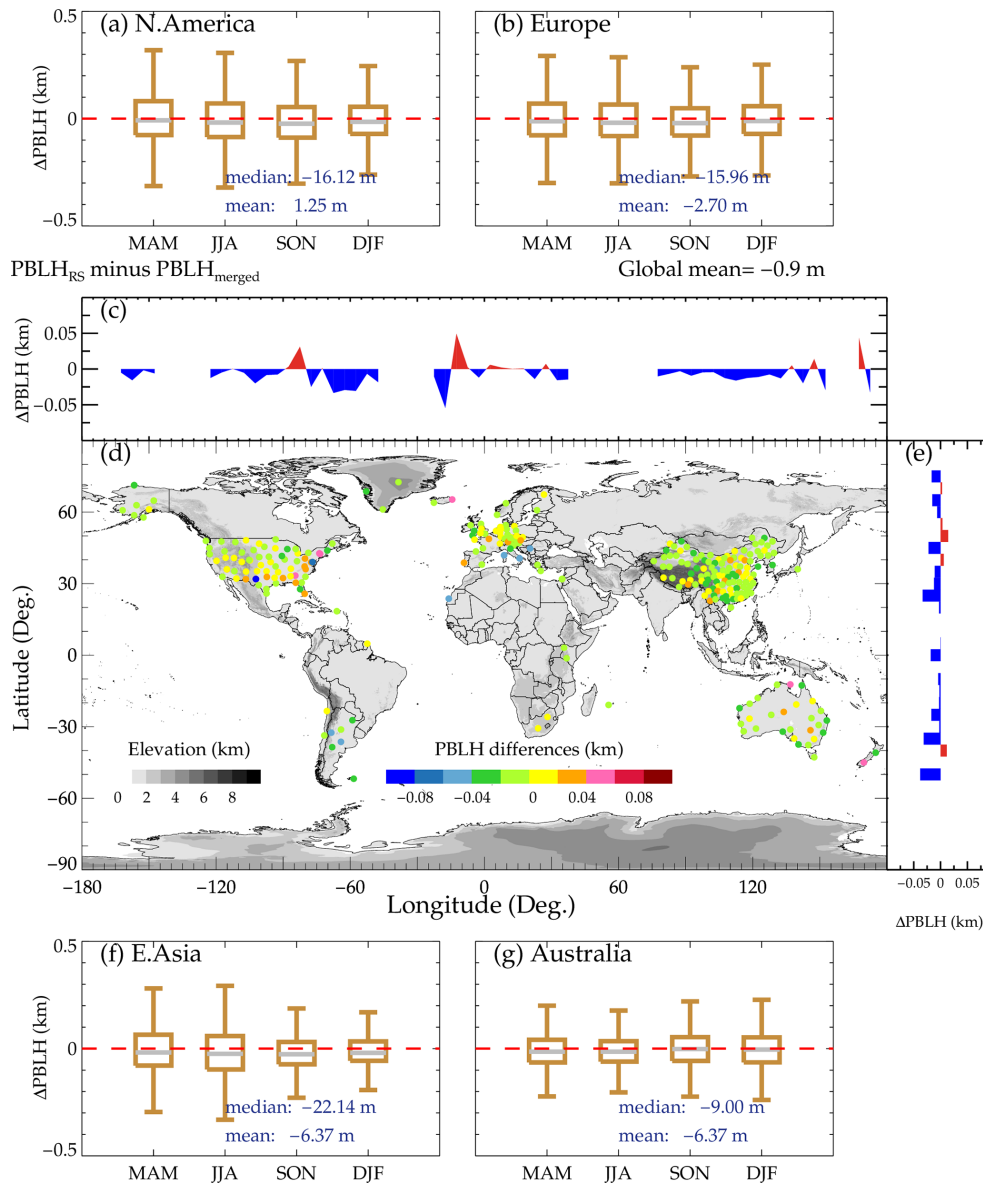 (a) N.America
(b) Europe
0.5
0
−0.5
ΔPBLH (km)
median: −16.12 m
mean: 1.25 m
median: −15.96 m
mean: −2.70 m
MAM JJA SON DJF
MAM JJA SON DJF
PBLH_RS minus PBLH_merged
Global mean= −0.9 m
(c)
0.05
0
−0.05
ΔPBLH (km)
(d)
(e)
60
30
0
−30
−60
−90
Latitude (Deg.)
Elevation (km)
0 2 4 6 8
PBLH differences (km)
−0.08 −0.04 0 0.04 0.08
−180 −120 −60 0 60 120
Longitude (Deg.)
−0.05 0 0.05
ΔPBLH (km)
(f) E.Asia
(g) Australia
0.5
0
−0.5
ΔPBLH (km)
median: −22.14 m
mean: −6.37 m
median: −9.00 m
mean: −6.37 m
MAM JJA SON DJF
MAM JJA SON DJF